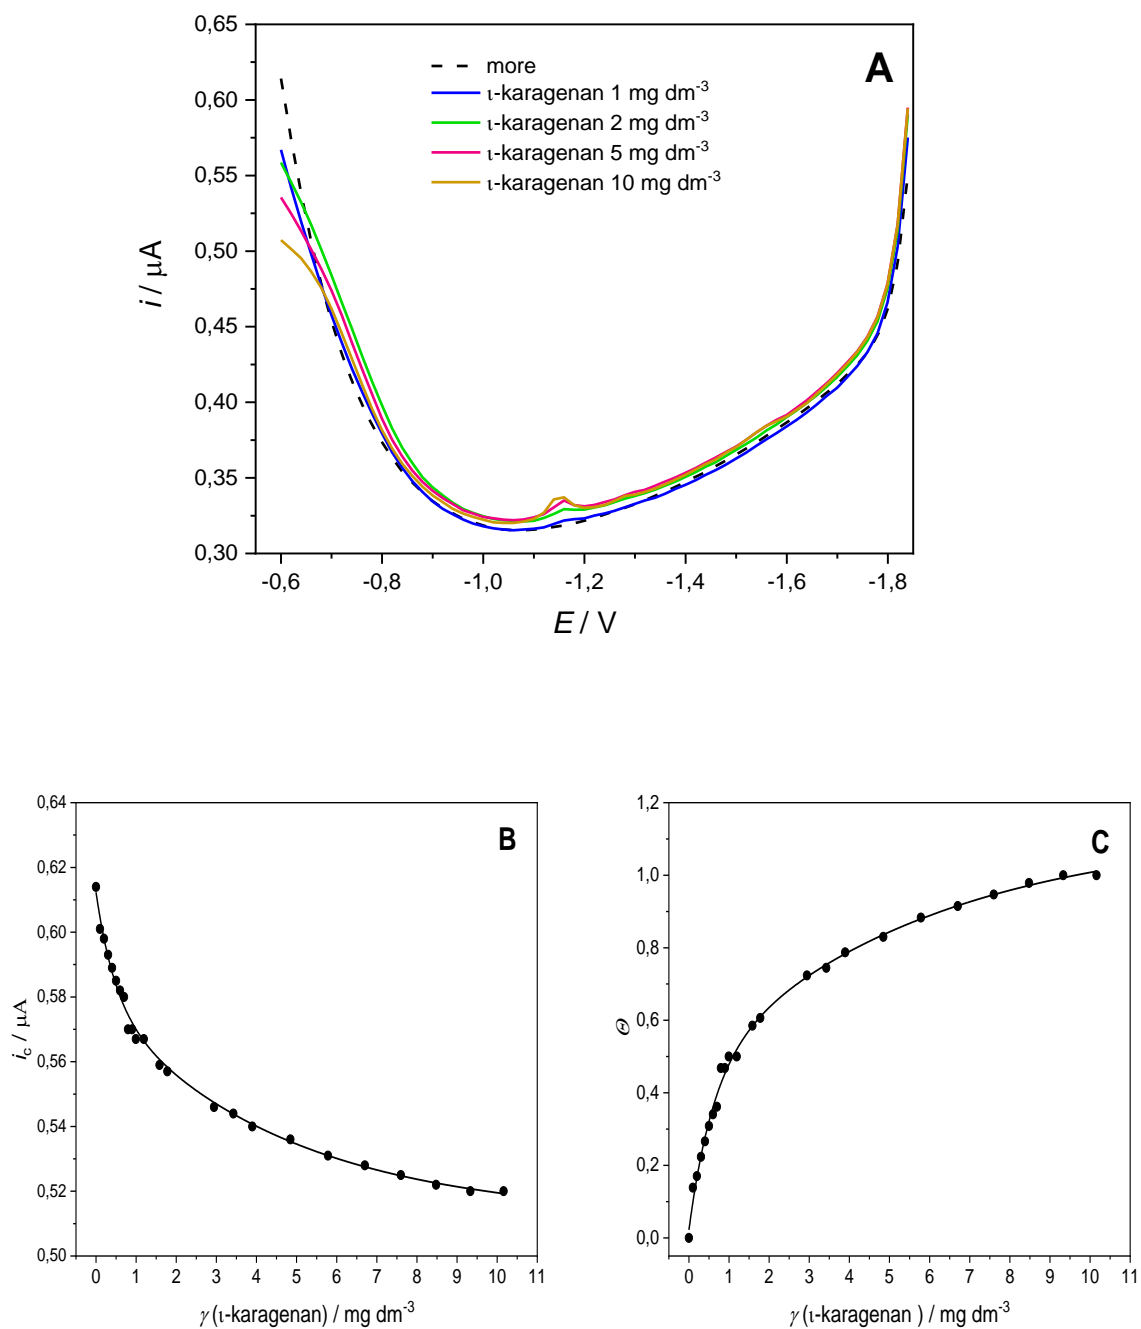 0,65
0,60
0,55
0,50
0,45
0,40
0,35
0,30
i / μA
A
more
ι-karagenan 1 mg dm-3
ι-karagenan 2 mg dm-3
ι-karagenan 5 mg dm-3
ι-karagenan 10 mg dm-3
-0,6 -0,8 -1,0 -1,2 -1,4 -1,6 -1,8
E / V
0,64
0,62
0,60
0,58
0,56
0,54
0,52
0,50
ic / μA
B
0 1 2 3 4 5 6 7 8 9 10 11
γ (ι-karagenan) / mg dm-3
1,2
1,0
0,8
0,6
0,4
0,2
0,0
Θ
C
0 1 2 3 4 5 6 7 8 9 10 11
γ (ι-karagenan ) / mg dm-3